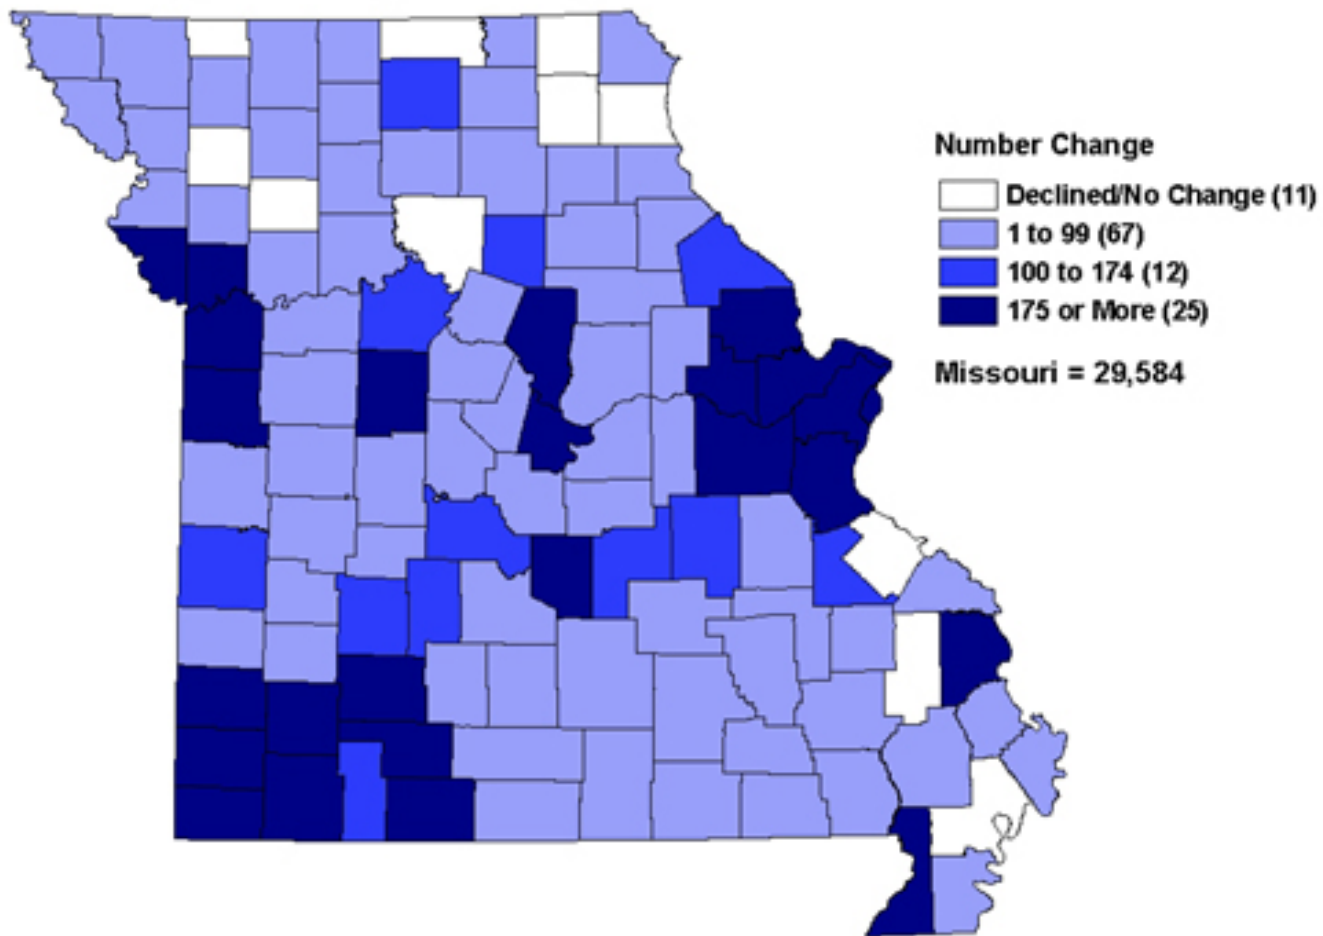 Number Change
Declined/No Change (11)
1 to 99 (67)
100 to 174 (12)
175 or More (25)
Missouri = 29,584